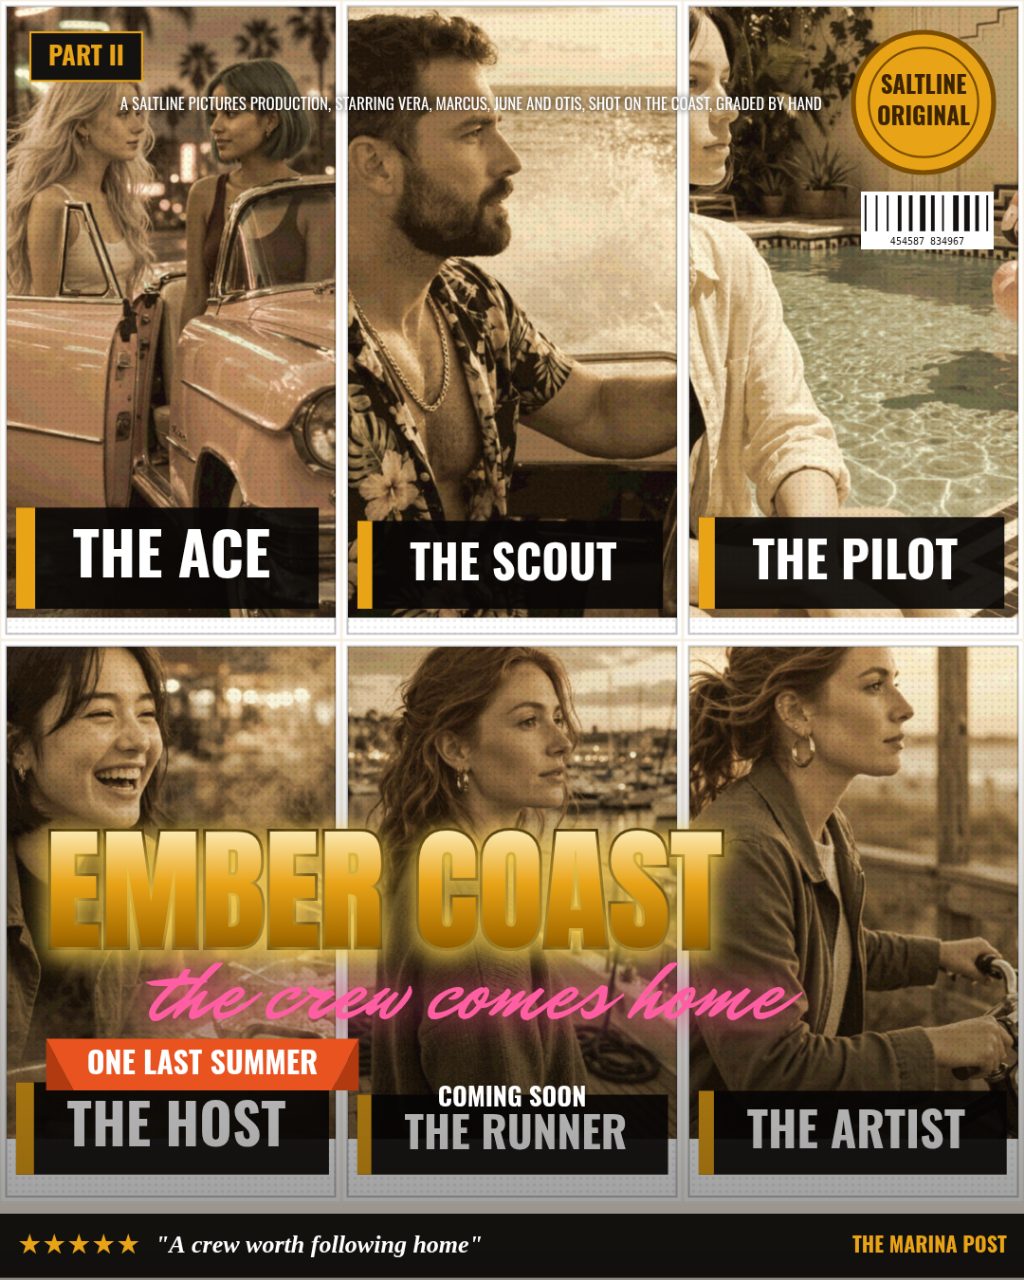 PART II
A SALTLINE PICTURES PRODUCTION, STARRING VERA, MARCUS, JUNE AND OTIS, SHOT ON THE COAST, GRADED BY HAND
SALTLINE
ORIGINAL
454587 834967
THE ACE
THE SCOUT
THE PILOT
EMBER COAST
the crew comes home
ONE LAST SUMMER
COMING SOON
THE HOST
THE RUNNER
THE ARTIST
★★★★★ "A crew worth following home"
THE MARINA POST